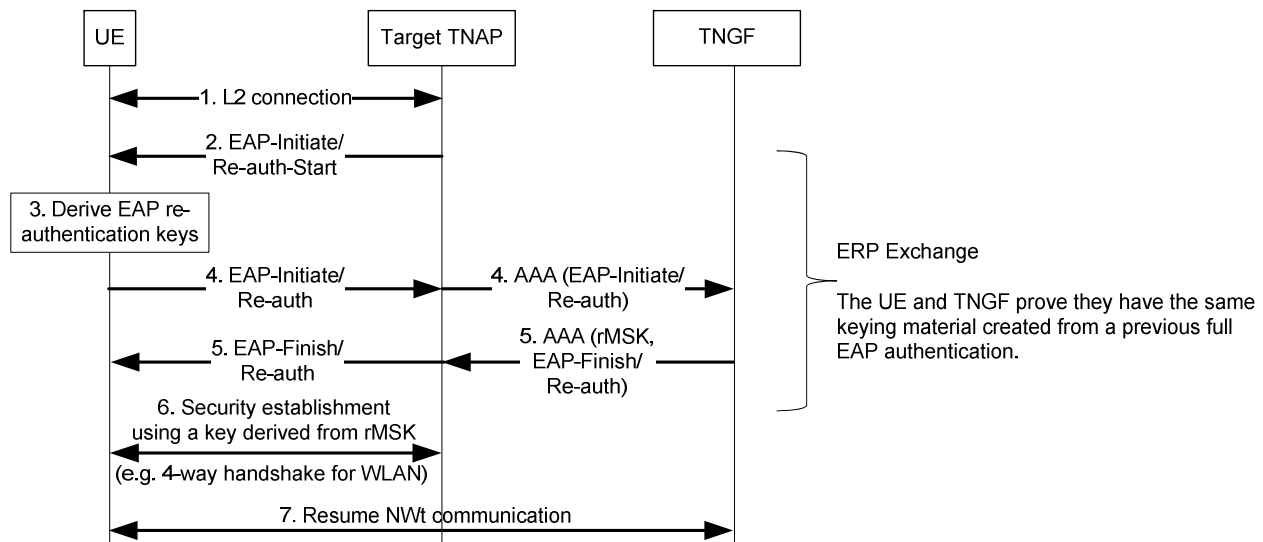 UE
Target TNAP
TNGF
1. L2 connection
2. EAP-Initiate/
Re-auth-Start
3. Derive EAP re-
authentication keys
4. EAP-Initiate/
Re-auth
4. AAA (EAP-Initiate/
Re-auth)
5. EAP-Finish/
Re-auth
5. AAA (rMSK,
EAP-Finish/
Re-auth)
ERP Exchange
The UE and TNGF prove they have the same
keying material created from a previous full
EAP authentication.
6. Security establishment
using a key derived from rMSK
(e.g. 4-way handshake for WLAN)
7. Resume NWt communication